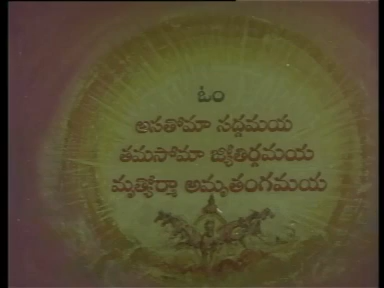 ఓం
అసతోమా సద్గమయ
తమసోమా జ్యోతిర్గమయ
మృత్యోర్మా అమృతంగమయ